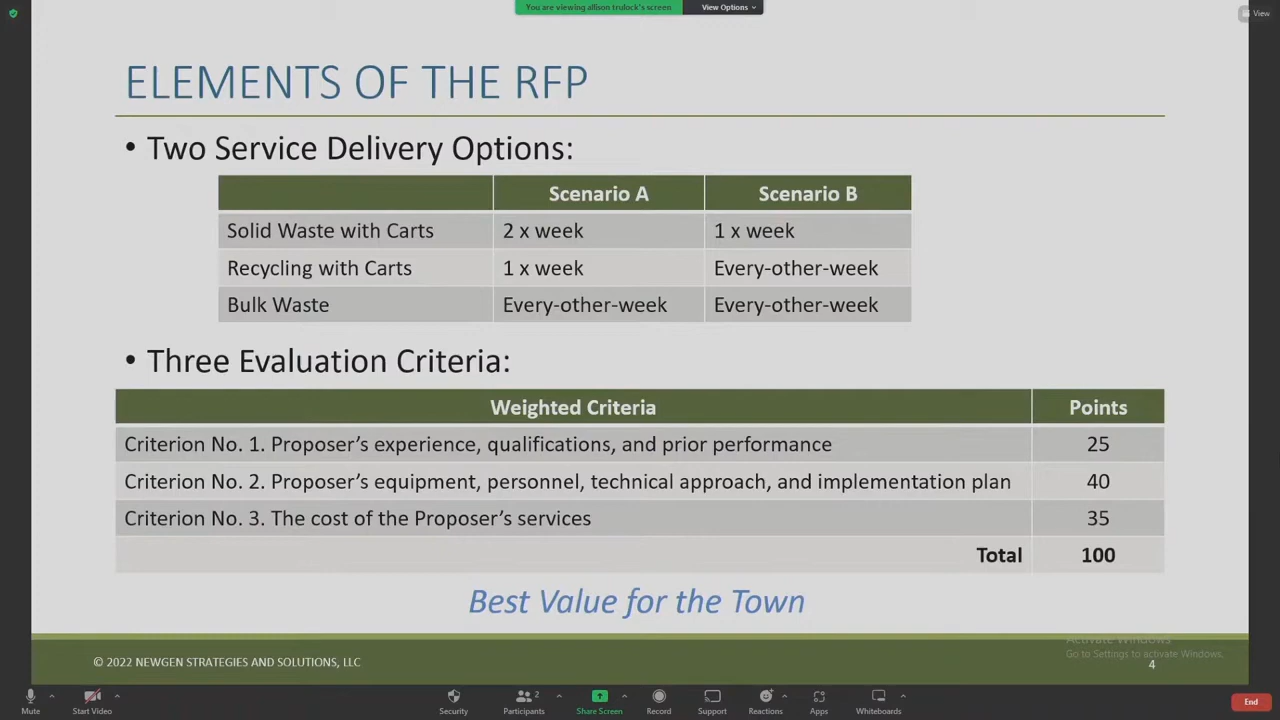 You are viewing allison trulock's screen
View Options
View
ELEMENTS OF THE RFP
• Two Service Delivery Options:
Scenario A Scenario B
Solid Waste with Carts 2 x week 1 x week
Recycling with Carts 1 x week Every-other-week
Bulk Waste Every-other-week Every-other-week
• Three Evaluation Criteria:
Weighted Criteria Points
Criterion No. 1. Proposer's experience, qualifications, and prior performance 25
Criterion No. 2. Proposer's equipment, personnel, technical approach, and implementation plan 40
Criterion No. 3. The cost of the Proposer's services 35
Total 100
Best Value for the Town
Activate Windows
Go to Settings to activate Windows.
© 2022 NEWGEN STRATEGIES AND SOLUTIONS, LLC
4
Mute Start Video Security Participants 2 Share Screen Record Support Reactions Apps Whiteboards End